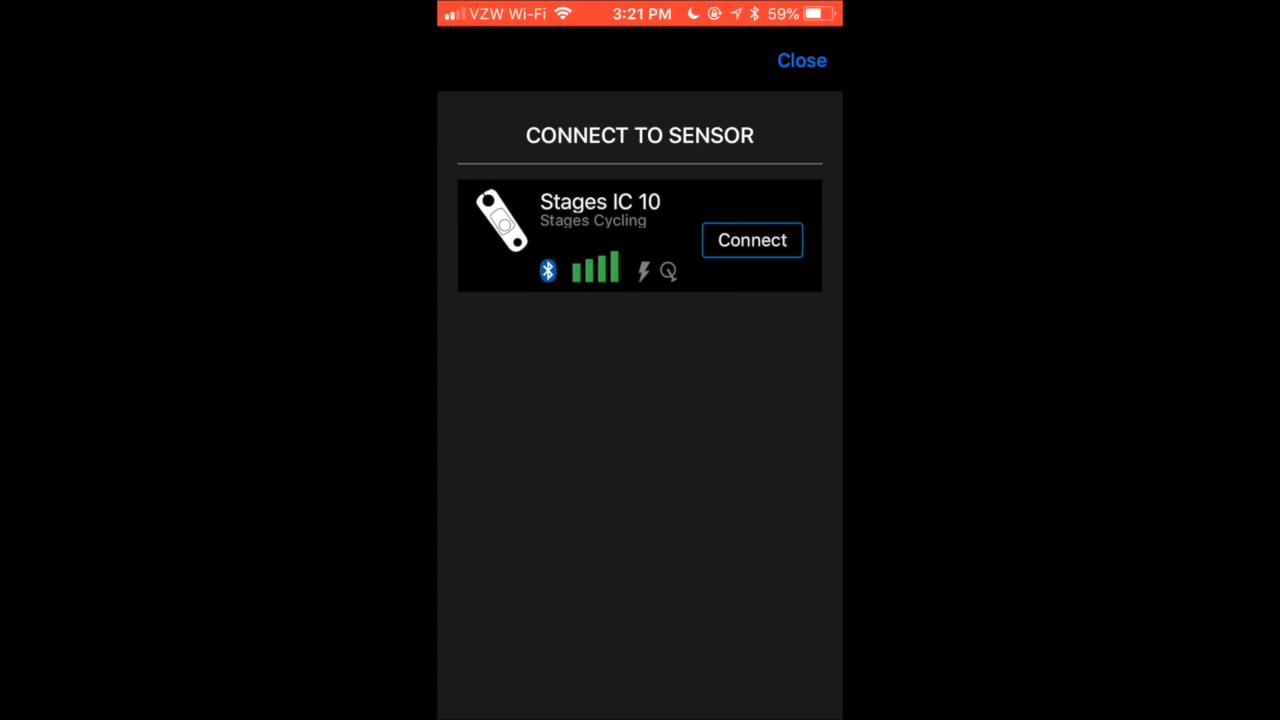 VZW Wi-Fi 3:21 PM 59%
Close
CONNECT TO SENSOR
Stages IC 10
Stages Cycling
Connect